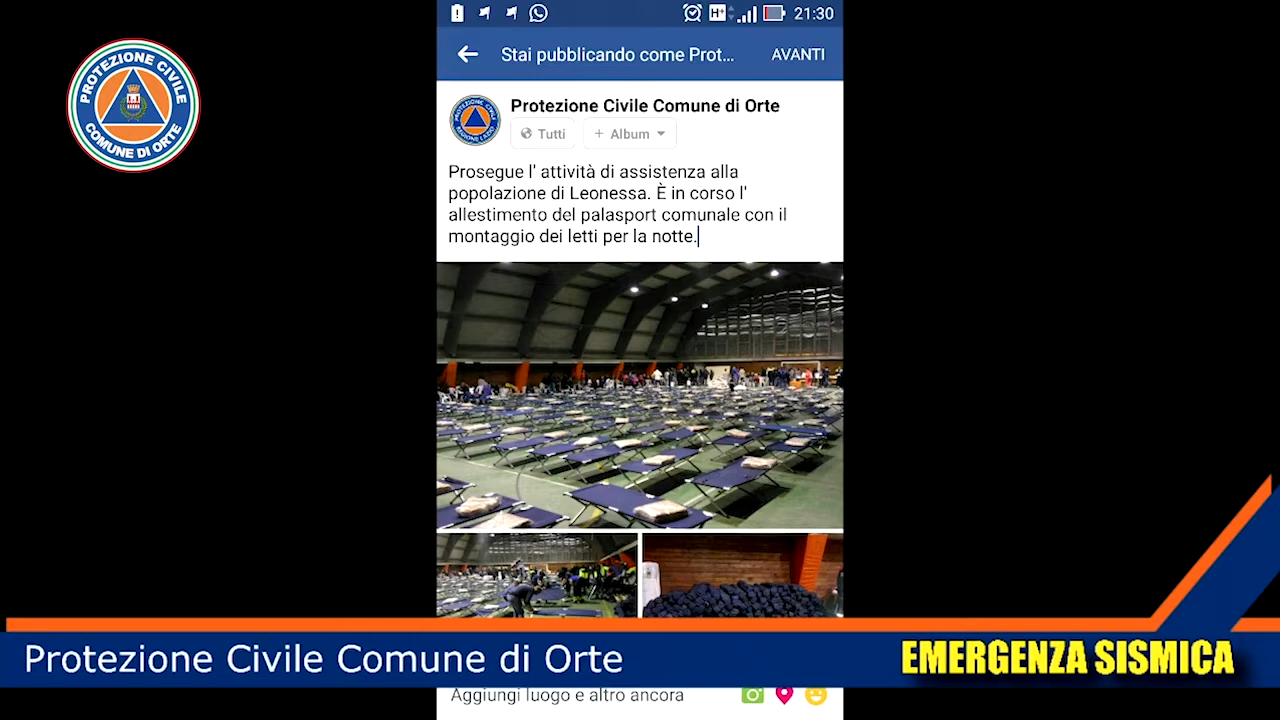 21:30
Stai pubblicando come Prot...
AVANTI
PROTEZIONE CIVILE
COMUNE DI ORTE
Protezione Civile Comune di Orte
Tutti
+ Album
Prosegue l' attività di assistenza alla
popolazione di Leonessa. È in corso l'
allestimento del palasport comunale con il
montaggio dei letti per la notte.
Protezione Civile Comune di Orte
EMERGENZA SISMICA
Aggiungi luogo e altro ancora